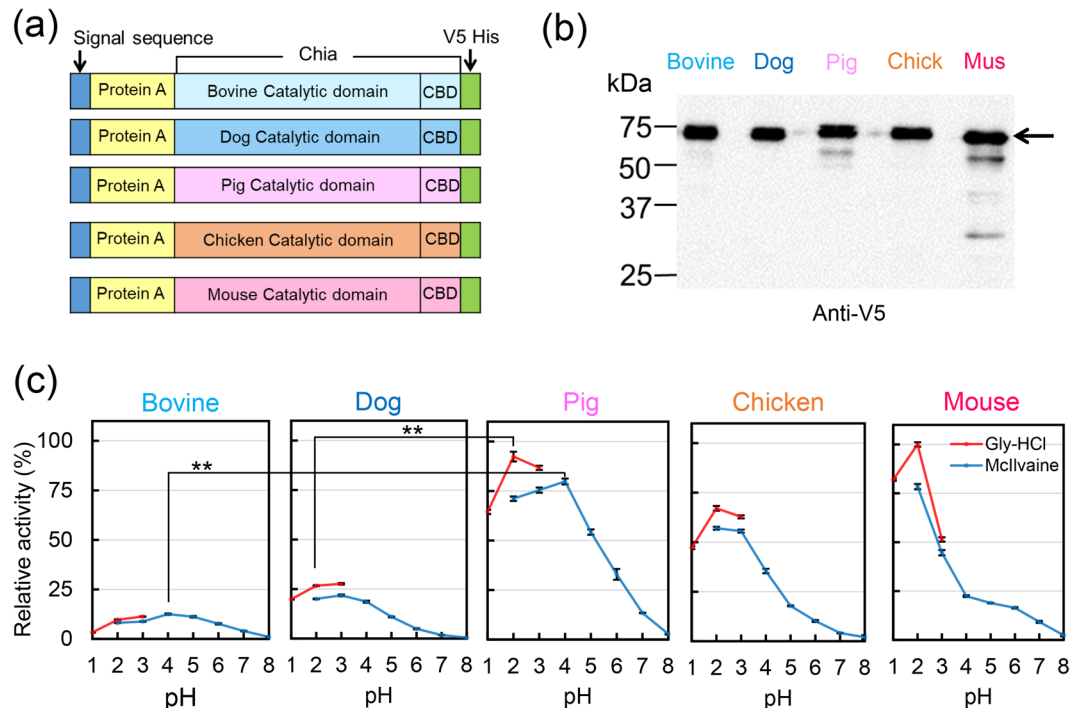 (a)
Signal sequence
Chia
V5 His
Protein A
Bovine Catalytic domain
CBD
Protein A
Dog Catalytic domain
CBD
Protein A
Pig Catalytic domain
CBD
Protein A
Chicken Catalytic domain
CBD
Protein A
Mouse Catalytic domain
CBD
(b)
Bovine Dog Pig Chick Mus
kDa
75
50
37
25
Anti-V5
(c)
Bovine Dog Pig Chicken Mouse
Relative activity (%)
100
75
50
25
0
**
**
Gly-HCl
McIlvaine
1 2 3 4 5 6 7 8
pH
1 2 3 4 5 6 7 8
pH
1 2 3 4 5 6 7 8
pH
1 2 3 4 5 6 7 8
pH
1 2 3 4 5 6 7 8
pH